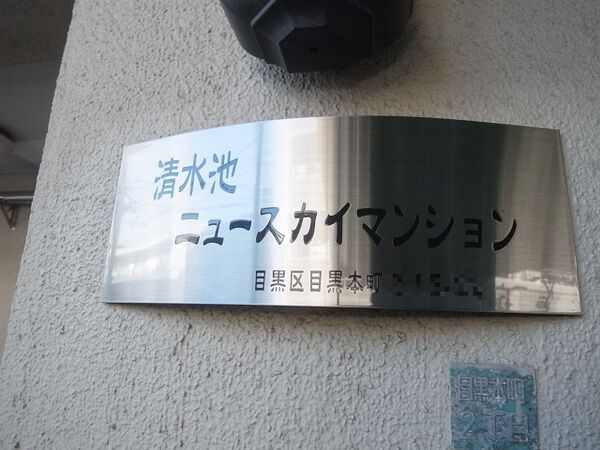 清水池
ニュースカイマンション
目黒区目黒本町
目黒本町
2丁目